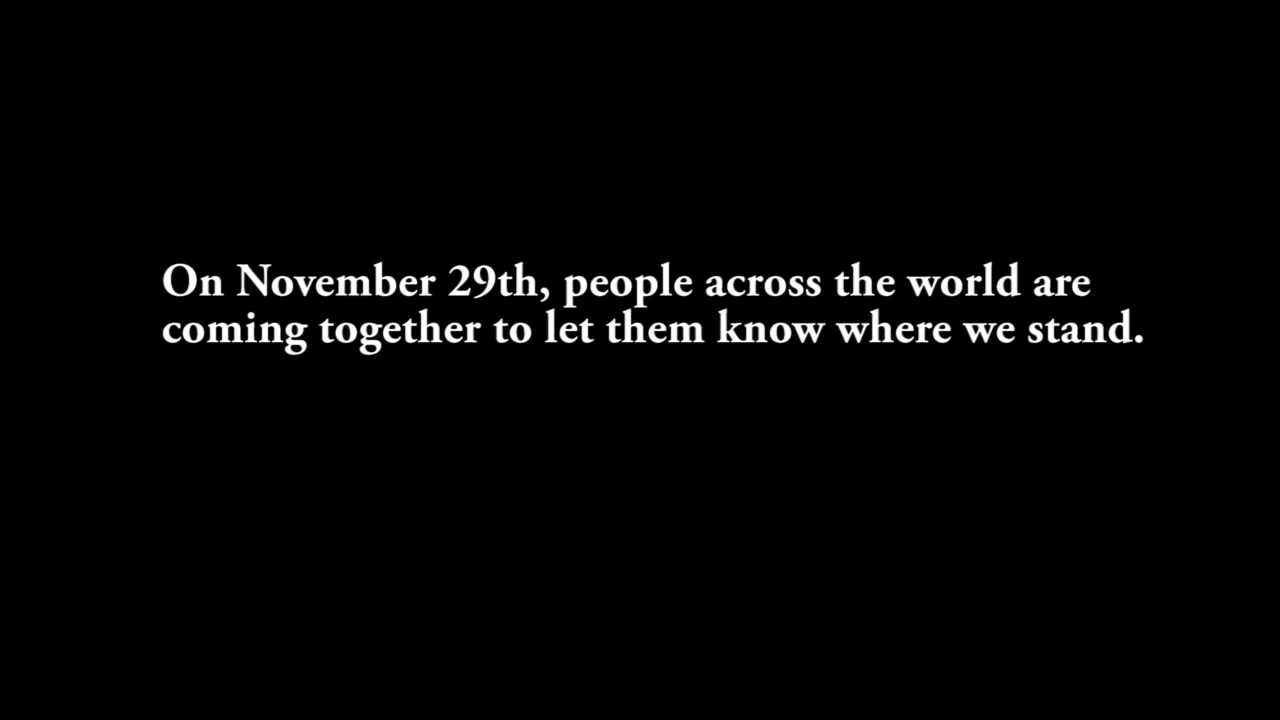 On November 29th, people across the world are
coming together to let them know where we stand.